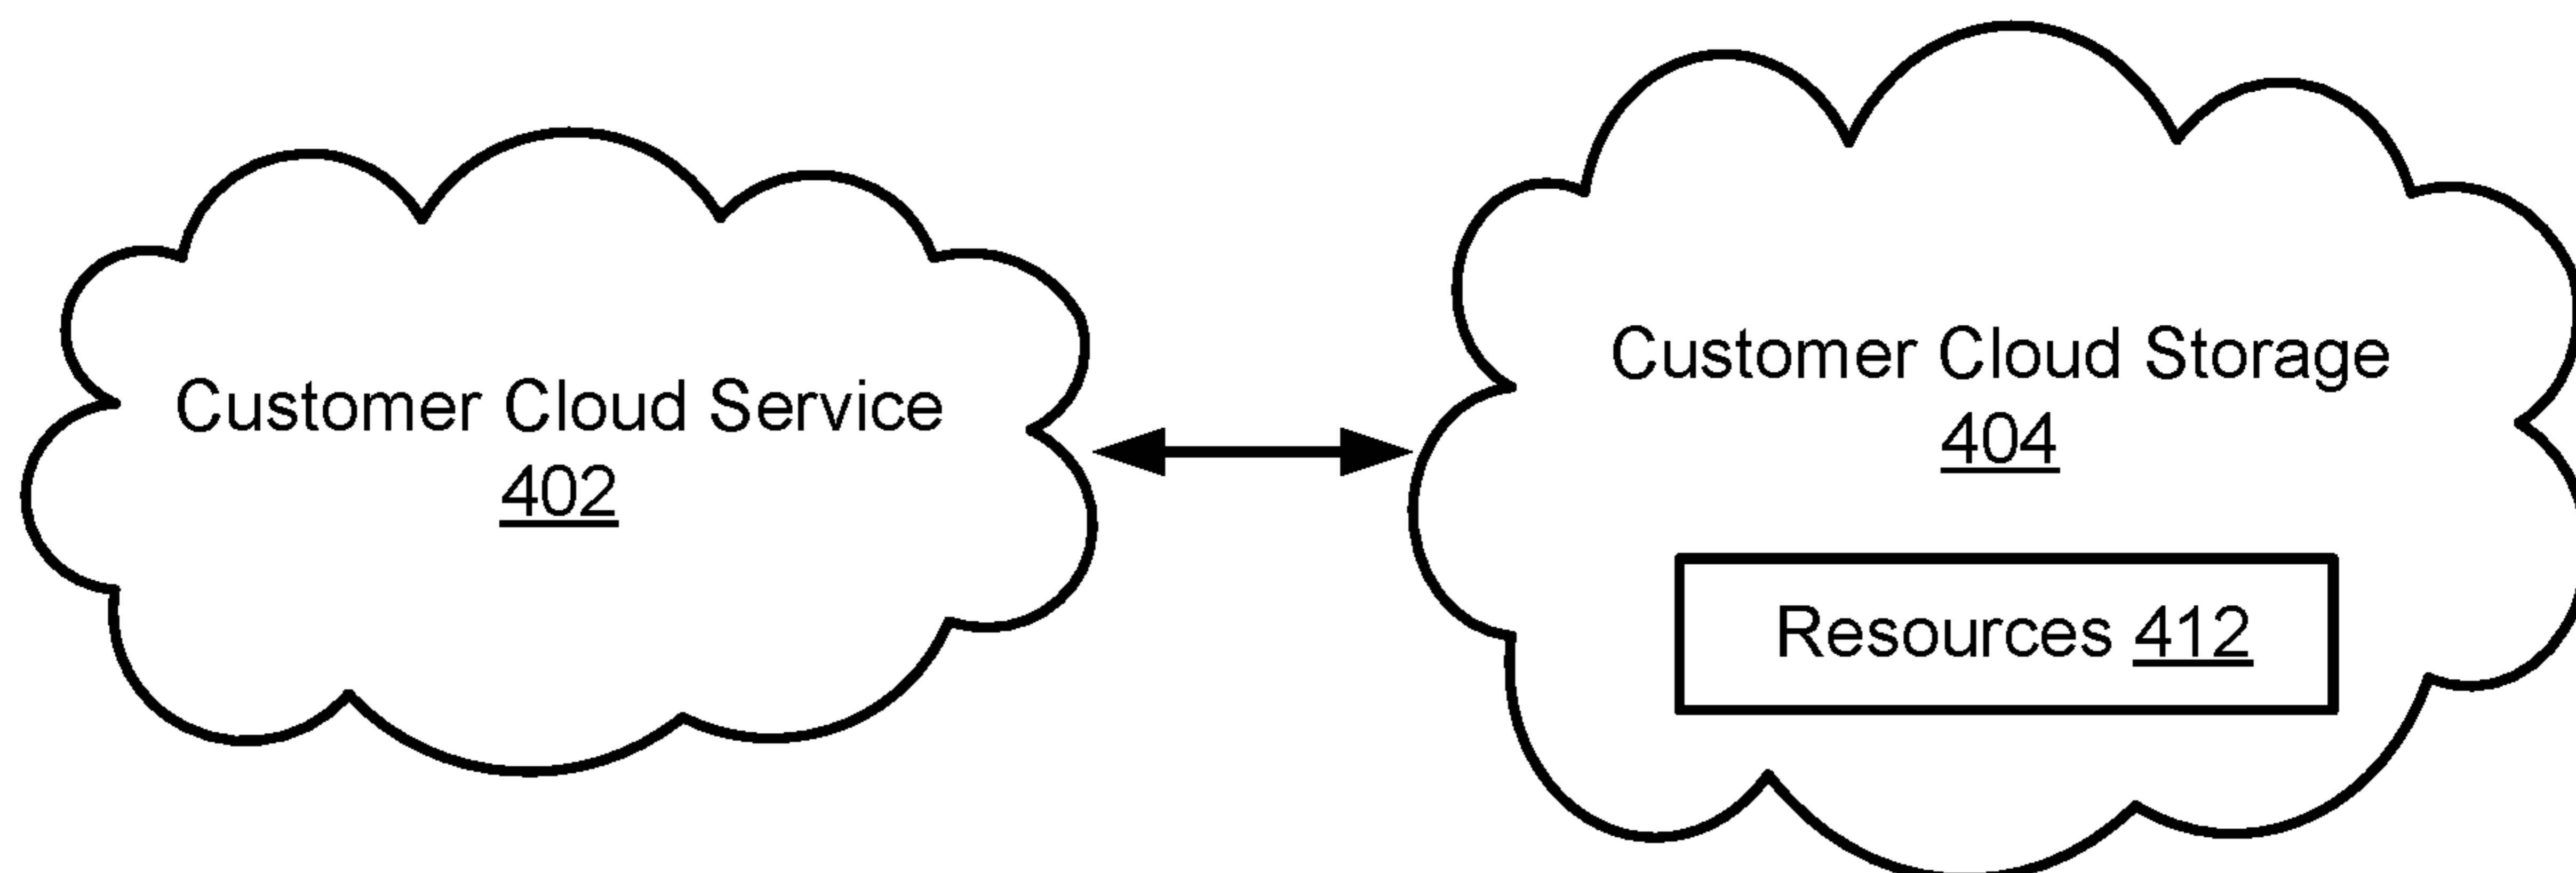 Customer Cloud Service
402
Customer Cloud Storage
404
Resources 412